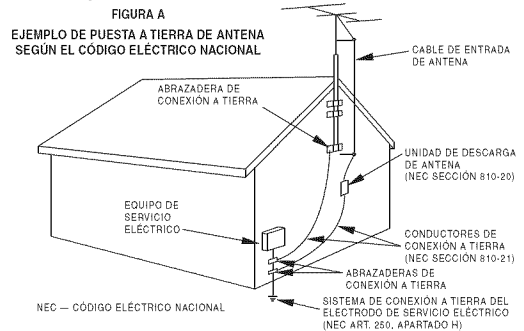 FIGURA A
EJEMPLO DE PUESTA A TIERRA DE ANTENA
SEGÚN EL CÓDIGO ELÉCTRICO NACIONAL
CABLE DE ENTRADA
DE ANTENA
ABRAZADERA DE
CONEXIÓN A TIERRA
UNIDAD DE DESCARGA
DE ANTENA
(NEC SECCIÓN 810-20)
EQUIPO DE
SERVICIO
ELÉCTRICO
CONDUCTORES DE
CONEXIÓN A TIERRA
(NEC SECCIÓN 810-21)
ABRAZADERAS DE
CONEXIÓN A TIERRA
NEC — CÓDIGO ELÉCTRICO NACIONAL
SISTEMA DE CONEXIÓN A TIERRA DEL
ELECTRODO DE SERVICIO ELÉCTRICO
(NEC ART. 250, APARTADO H)